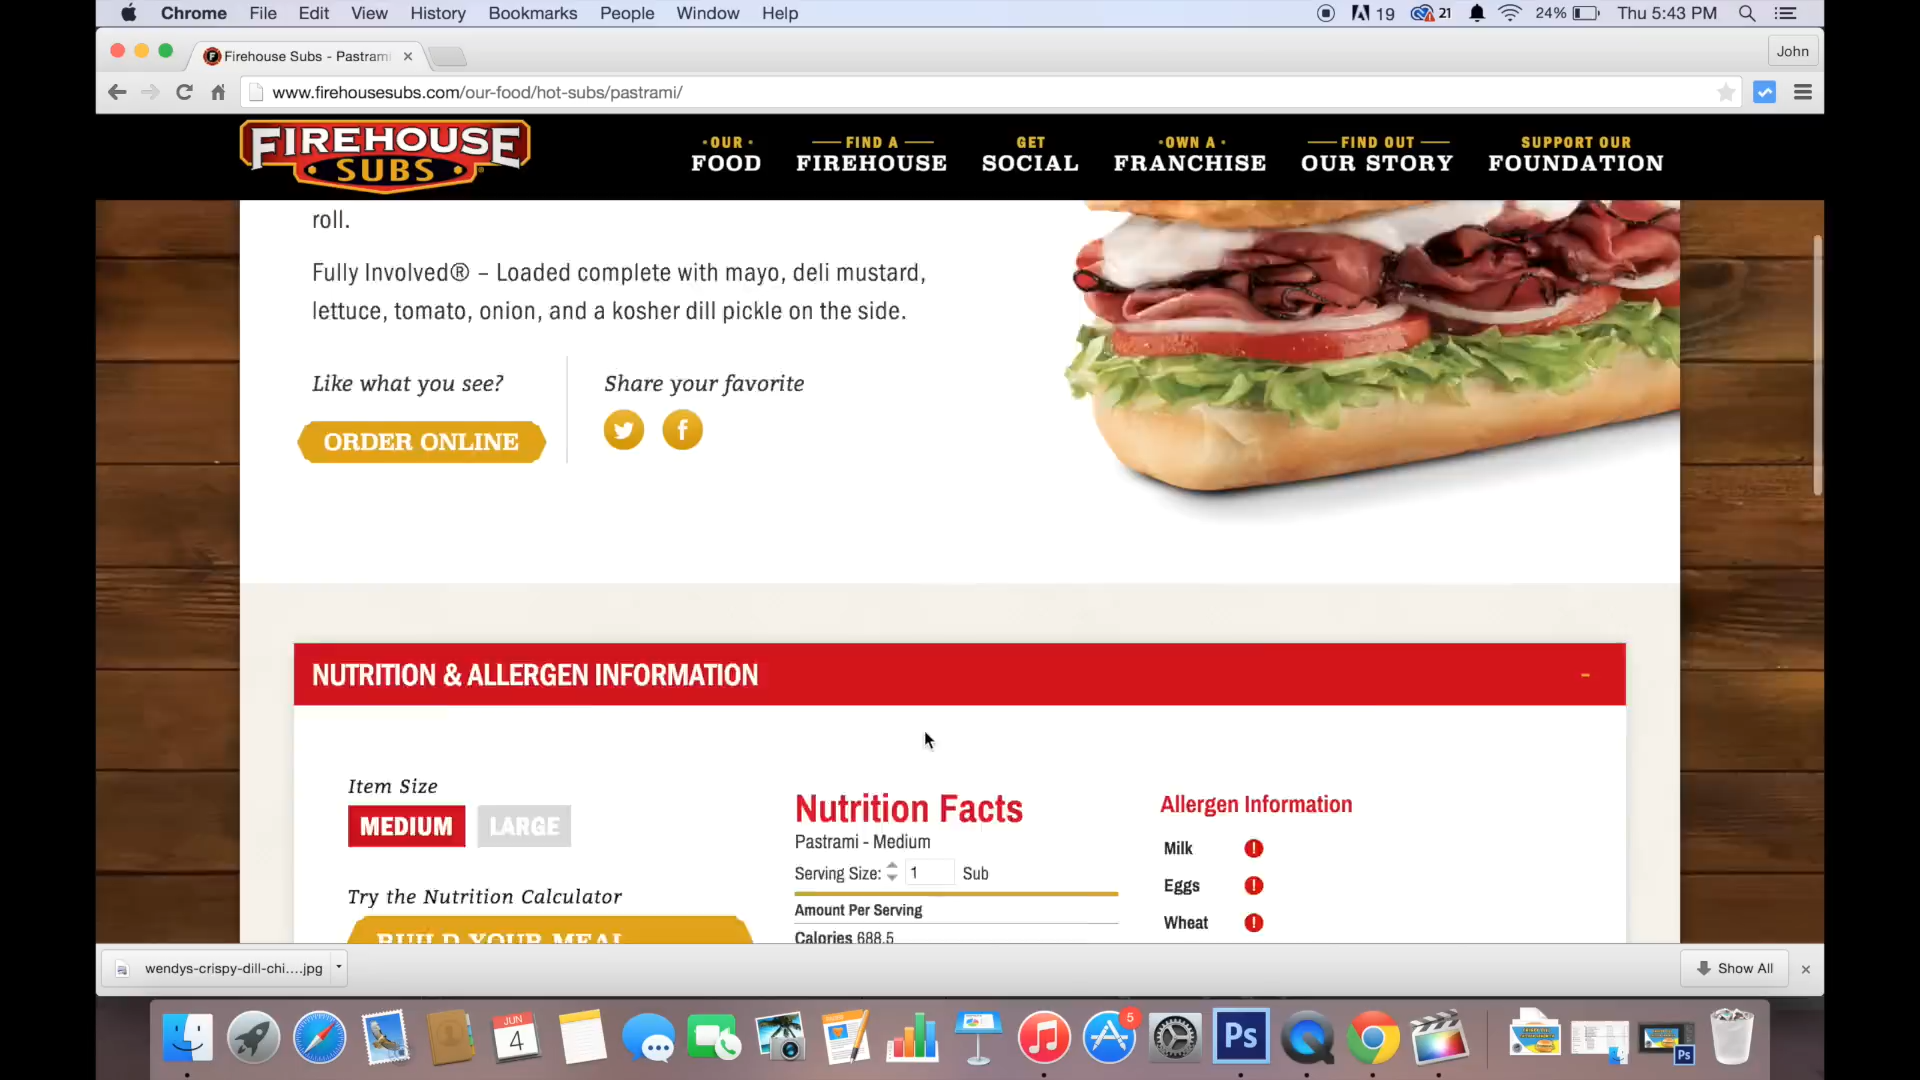 Chrome File Edit View History Bookmarks People Window Help 19 21 24% Thu 5:43 PM
Firehouse Subs - Pastrami John
www.firehousesubs.com/our-food/hot-subs/pastrami/
FIREHOUSE
SUBS
· OUR ·
FOOD
FIND A
FIREHOUSE
GET
SOCIAL
· OWN A ·
FRANCHISE
FIND OUT
OUR STORY
SUPPORT OUR
FOUNDATION
roll.
Fully Involved® – Loaded complete with mayo, deli mustard,
lettuce, tomato, onion, and a kosher dill pickle on the side.
Like what you see?
ORDER ONLINE
Share your favorite
NUTRITION & ALLERGEN INFORMATION
Item Size
MEDIUM LARGE
Try the Nutrition Calculator
BUILD YOUR MEAL
Nutrition Facts
Pastrami - Medium
Serving Size: 1 Sub
Amount Per Serving
Calories 688.5
Allergen Information
Milk !
Eggs !
Wheat !
wendys-crispy-dill-chi....jpg Show All
JUN
4
5
Ps
Ps